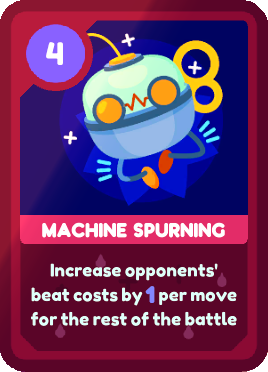 4
MACHINE SPURNING
Increase opponents'
beat costs by 1 per move
for the rest of the battle